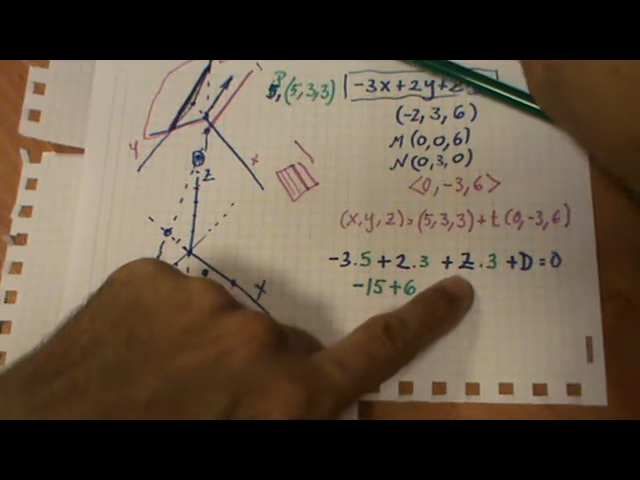 P
(5,3,3) -3x+2y+Z
(-2, 3, 6)
M(0,0,6)
N(0,3,0)
<0,-3,6>
Y
+
Z
(x,y,z)=(5,3,3)+t(0,-3,6)
-3.5+2.3+Z.3+D=0
-15+6